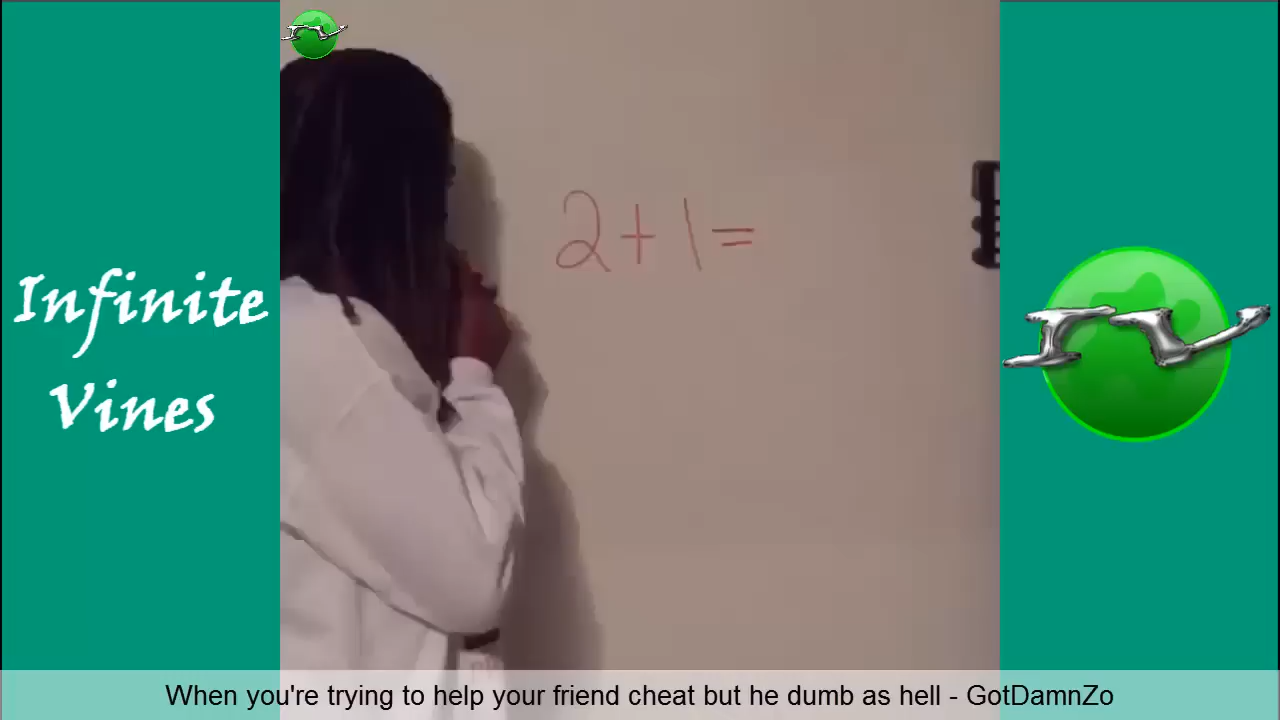 Infinite
Vines
2+1=
When you're trying to help your friend cheat but he dumb as hell - GotDamnZo